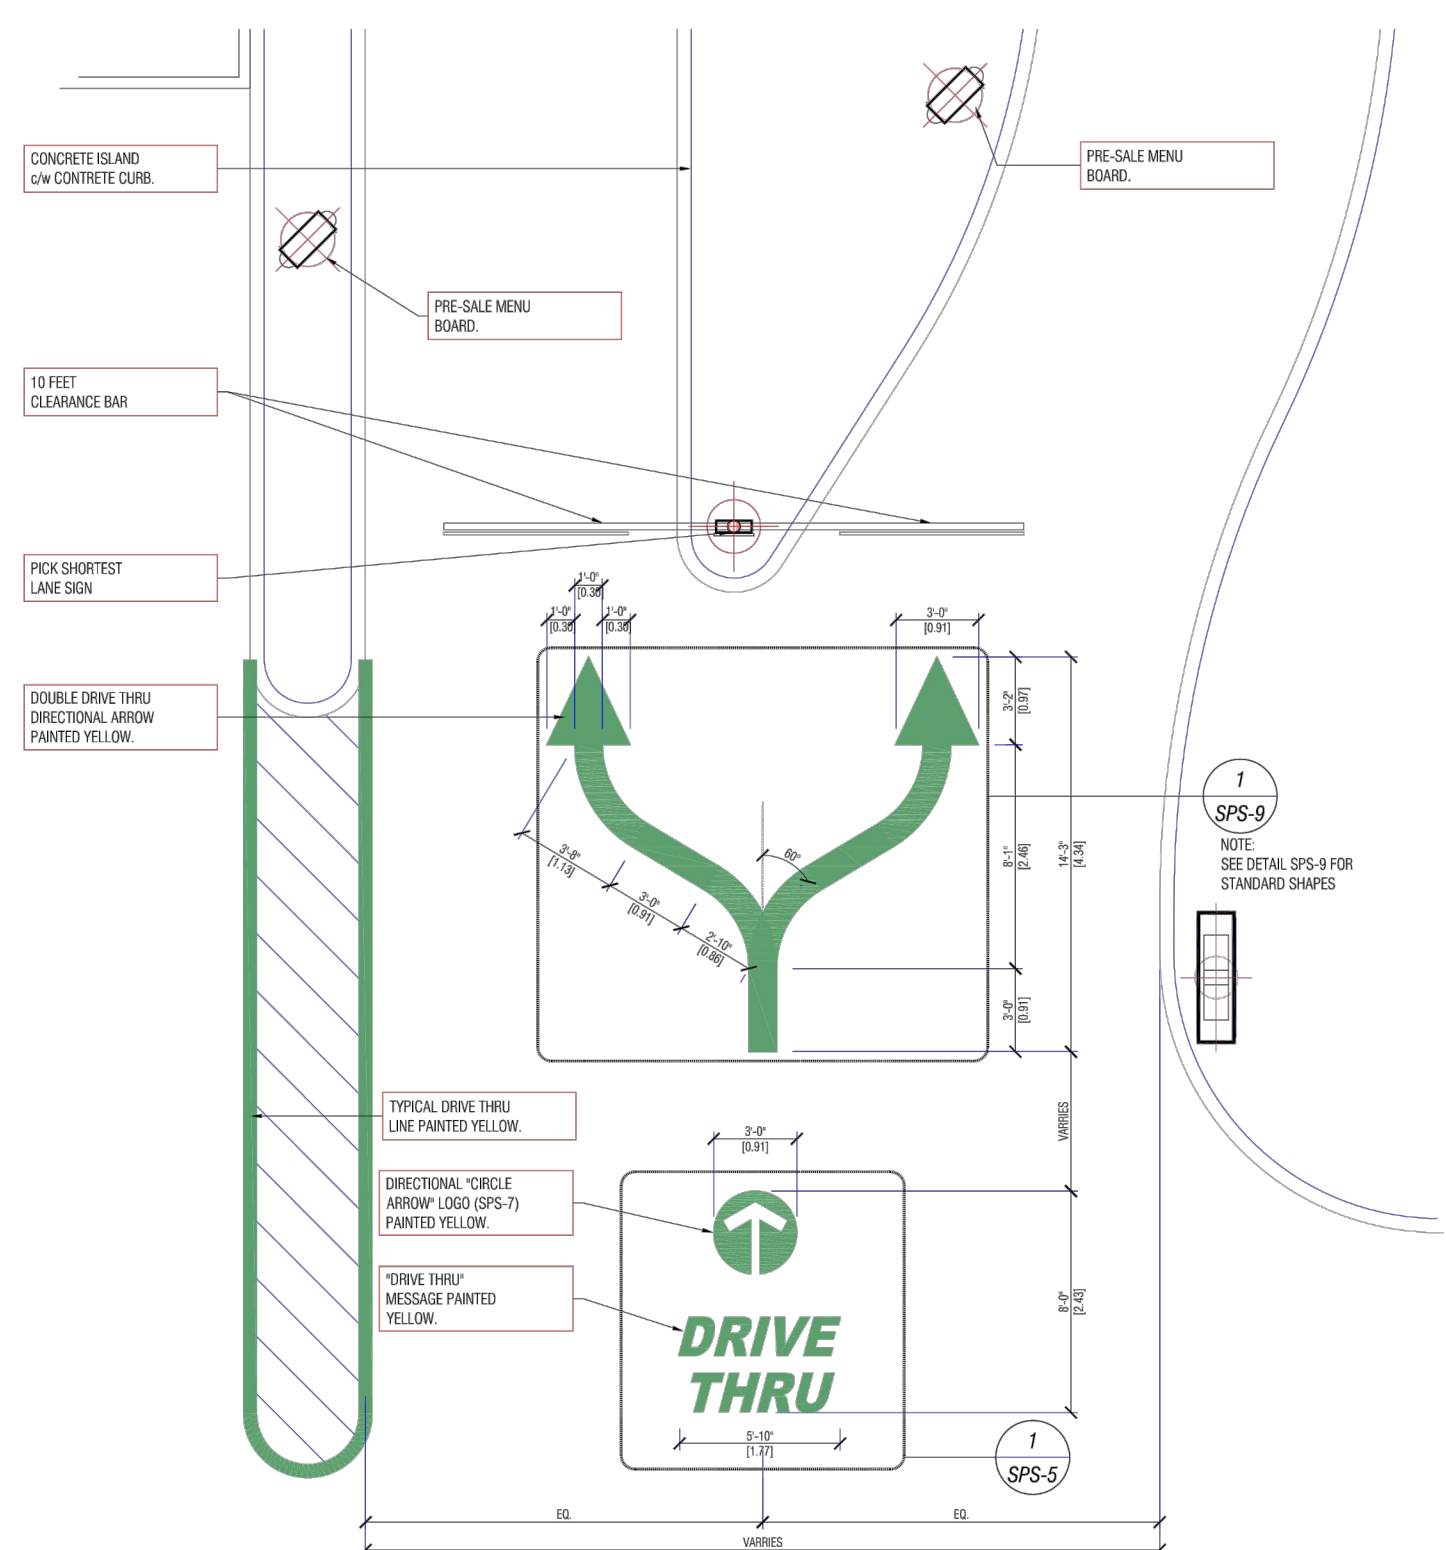 CONCRETE ISLAND
c/w CONTRETE CURB.
PRE-SALE MENU
BOARD.
PRE-SALE MENU
BOARD.
10 FEET
CLEARANCE BAR
PICK SHORTEST
LANE SIGN
1'-0"
[0.30]
1'-0"
[0.30]
1'-0"
[0.30]
3'-0"
[0.91]
DOUBLE DRIVE THRU
DIRECTIONAL ARROW
PAINTED YELLOW.
3'-2"
[0.97]
1
SPS-9
NOTE:
SEE DETAIL SPS-9 FOR
STANDARD SHAPES
60°
8'-1"
[2.46]
14'-3"
[4.34]
3'-8"
[1.13]
3'-0"
[0.91]
2'-10"
[0.86]
3'-0"
[0.91]
TYPICAL DRIVE THRU
LINE PAINTED YELLOW.
VARRIES
3'-0"
[0.91]
DIRECTIONAL "CIRCLE
ARROW" LOGO (SPS-7)
PAINTED YELLOW.
"DRIVE THRU"
MESSAGE PAINTED
YELLOW.
8'-0"
[2.43]
DRIVE
THRU
5'-10"
[1.77]
1
SPS-5
EQ.
EQ.
VARRIES